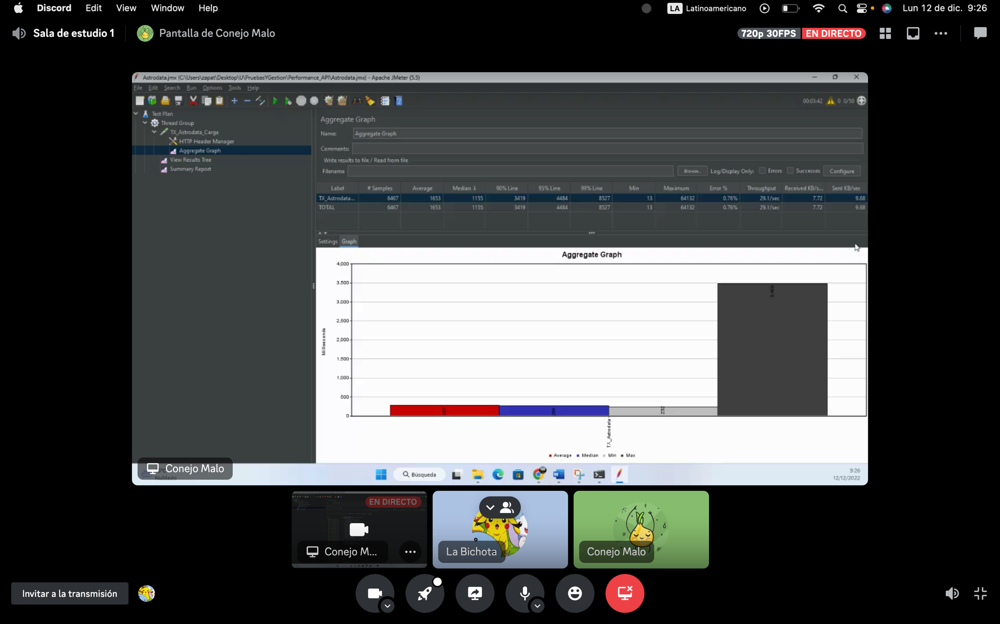 Discord Edit View Window Help
LA Latinoamericano Lun 12 de dic. 9:26
Sala de estudio 1 Pantalla de Conejo Malo
720p 30FPS EN DIRECTO
Astrodata.jmx (C:\Users\zapat\Desktop\U\PruebasYGestion\Performance_API\Astrodata.jmx) - Apache JMeter (5.5)
File Edit Search Run Options Tools Help
00:03:42 0 0/50
Test Plan
Thread Group
TX_Astrodata_Carga
HTTP Header Manager
Aggregate Graph
View Results Tree
Summary Report
Aggregate Graph
Name: Aggregate Graph
Comments:
Write results to file / Read from file
Filename Browse... Log/Display Only: Errors Successes Configure
Label # Samples Average Median ↓ 90% Line 95% Line 99% Line Min Maximum Error % Throughput Received KB/s... Sent KB/sec
TX_Astrodata... 6467 1653 1155 3419 4484 8527 13 64132 0.76% 29.1/sec 7.72 9.68
TOTAL 6467 1653 1155 3419 4484 8527 13 64132 0.76% 29.1/sec 7.72 9.68
Settings Graph
Aggregate Graph
4,000
3,500
3,000
2,500
2,000
1,500
1,000
500
0
Milliseconds
232
TX_Astrodata
Average Median Min Max
Conejo Malo
Nublado
Búsqueda
9:26
12/12/2022
EN DIRECTO
Conejo M...
La Bichota
Conejo Malo
Invitar a la transmisión